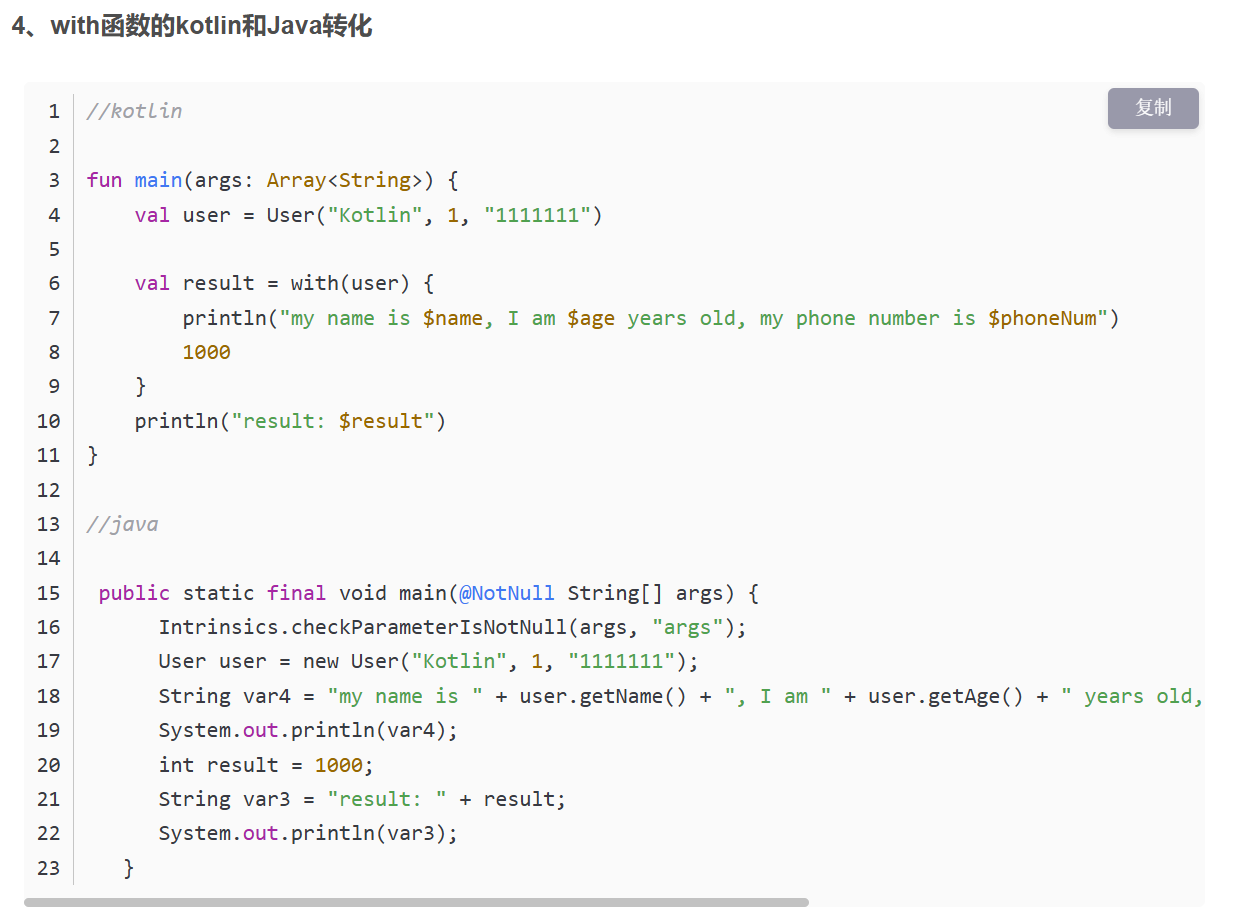 4、with函数的kotlin和Java转化
复制
1 //kotlin
2
3 fun main(args: Array<String>) {
4     val user = User("Kotlin", 1, "1111111")
5
6     val result = with(user) {
7         println("my name is $name, I am $age years old, my phone number is $phoneNum")
8         1000
9     }
10     println("result: $result")
11 }
12
13 //java
14
15  public static final void main(@NotNull String[] args) {
16       Intrinsics.checkParameterIsNotNull(args, "args");
17       User user = new User("Kotlin", 1, "1111111");
18       String var4 = "my name is " + user.getName() + ", I am " + user.getAge() + " years old,
19       System.out.println(var4);
20       int result = 1000;
21       String var3 = "result: " + result;
22       System.out.println(var3);
23    }